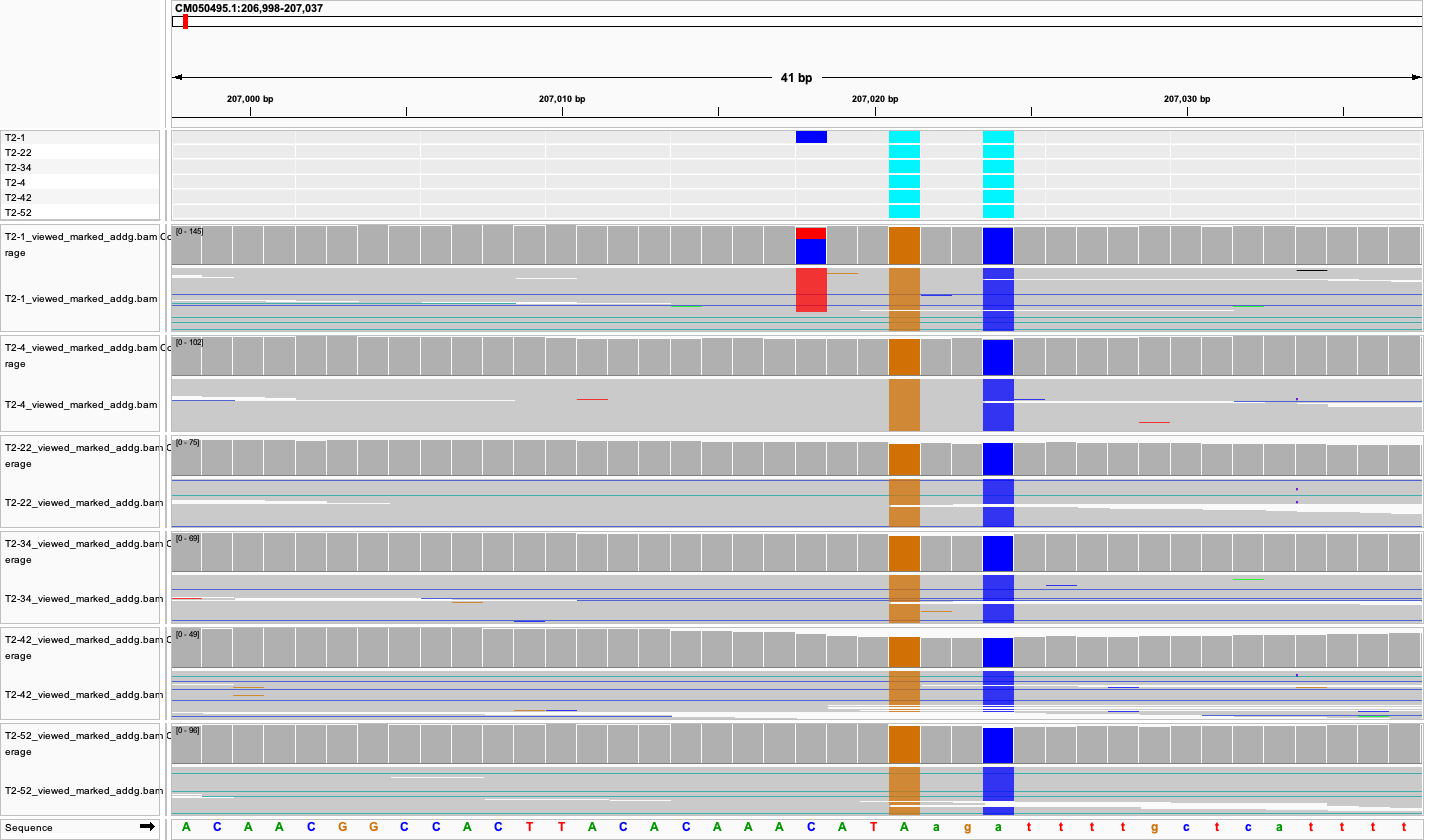 CM050495.1:206,998-207,037
41 bp
207,000 bp 207,010 bp 207,020 bp 207,030 bp
T2-1
T2-22
T2-34
T2-4
T2-42
T2-52
T2-1_viewed_marked_addg.bam Co
rage
[0 - 145]
T2-1_viewed_marked_addg.bam
T2-4_viewed_marked_addg.bam Co
rage
[0 - 102]
T2-4_viewed_marked_addg.bam
T2-22_viewed_marked_addg.bam C
erage
[0 - 75]
T2-22_viewed_marked_addg.bam
T2-34_viewed_marked_addg.bam C
erage
[0 - 69]
T2-34_viewed_marked_addg.bam
T2-42_viewed_marked_addg.bam C
erage
[0 - 49]
T2-42_viewed_marked_addg.bam
T2-52_viewed_marked_addg.bam C
erage
[0 - 96]
T2-52_viewed_marked_addg.bam
Sequence A C A A C G G C C A C T T A C A C A A A C A T A a g a t t t t g c t c a t t t t